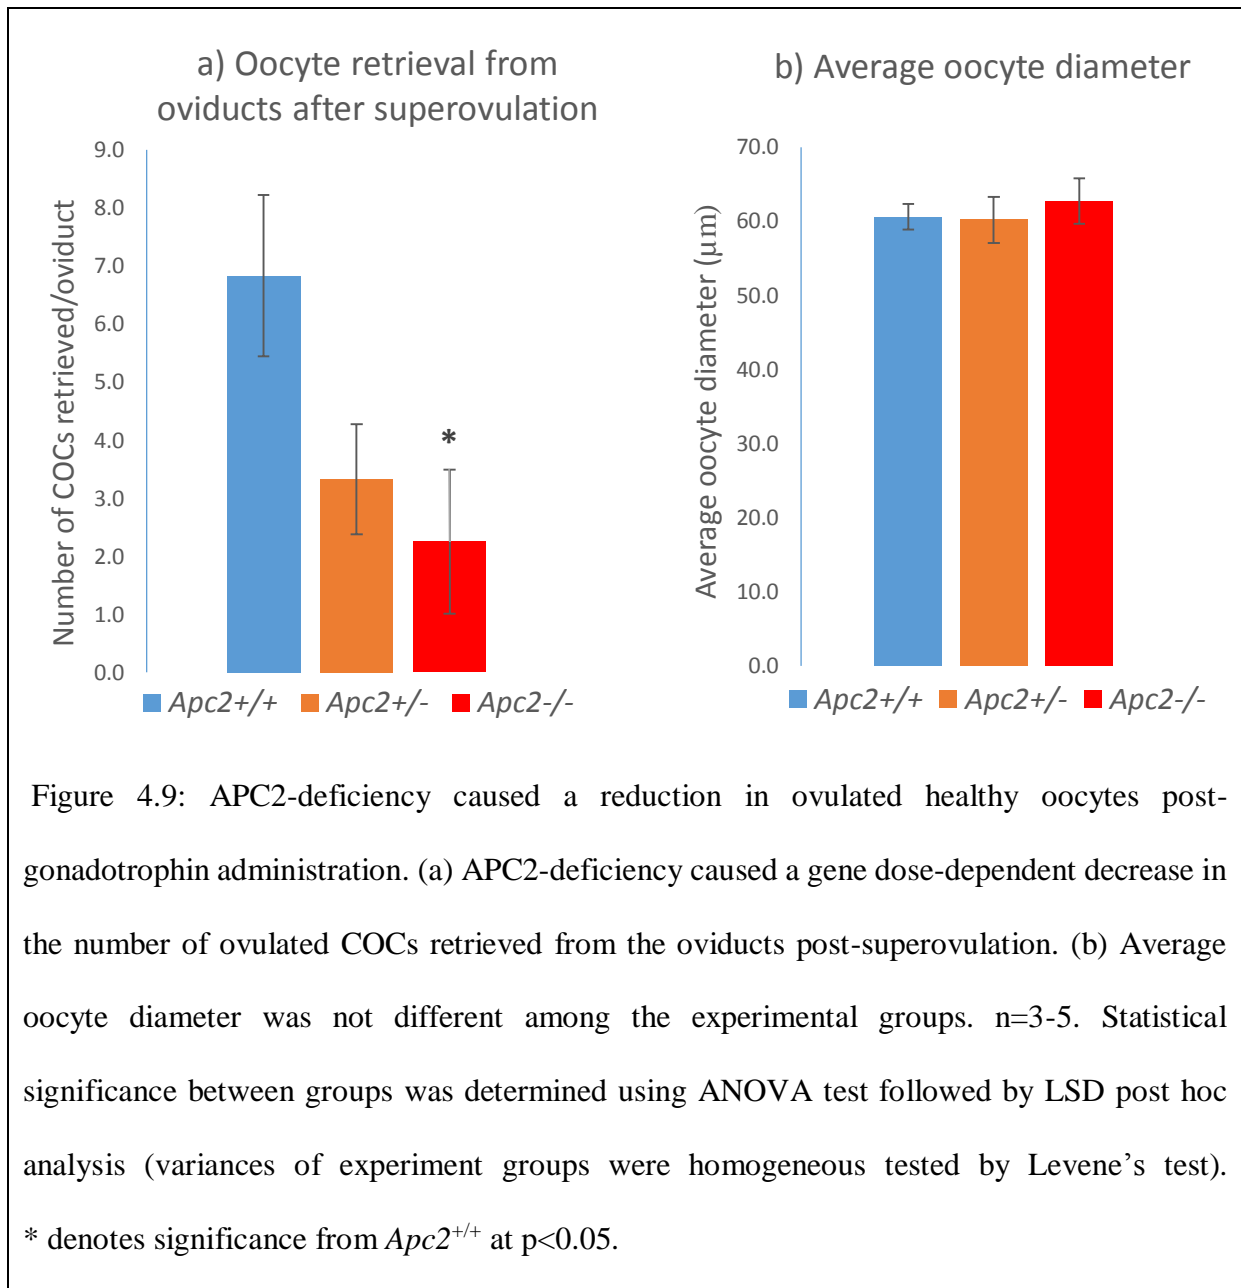 a) Oocyte retrieval from
oviducts after superovulation
Number of COCs retrieved/oviduct
9.0
8.0
7.0
6.0
5.0
4.0
3.0
2.0
1.0
0.0
*
Apc2+/+ Apc2+/- Apc2-/-
b) Average oocyte diameter
Average oocyte diameter (µm)
70.0
60.0
50.0
40.0
30.0
20.0
10.0
0.0
Apc2+/+ Apc2+/- Apc2-/-
Figure 4.9: APC2-deficiency caused a reduction in ovulated healthy oocytes post-
gonadotrophin administration. (a) APC2-deficiency caused a gene dose-dependent decrease in
the number of ovulated COCs retrieved from the oviducts post-superovulation. (b) Average
oocyte diameter was not different among the experimental groups. n=3-5. Statistical
significance between groups was determined using ANOVA test followed by LSD post hoc
analysis (variances of experiment groups were homogeneous tested by Levene’s test).
* denotes significance from Apc2+/+ at p<0.05.